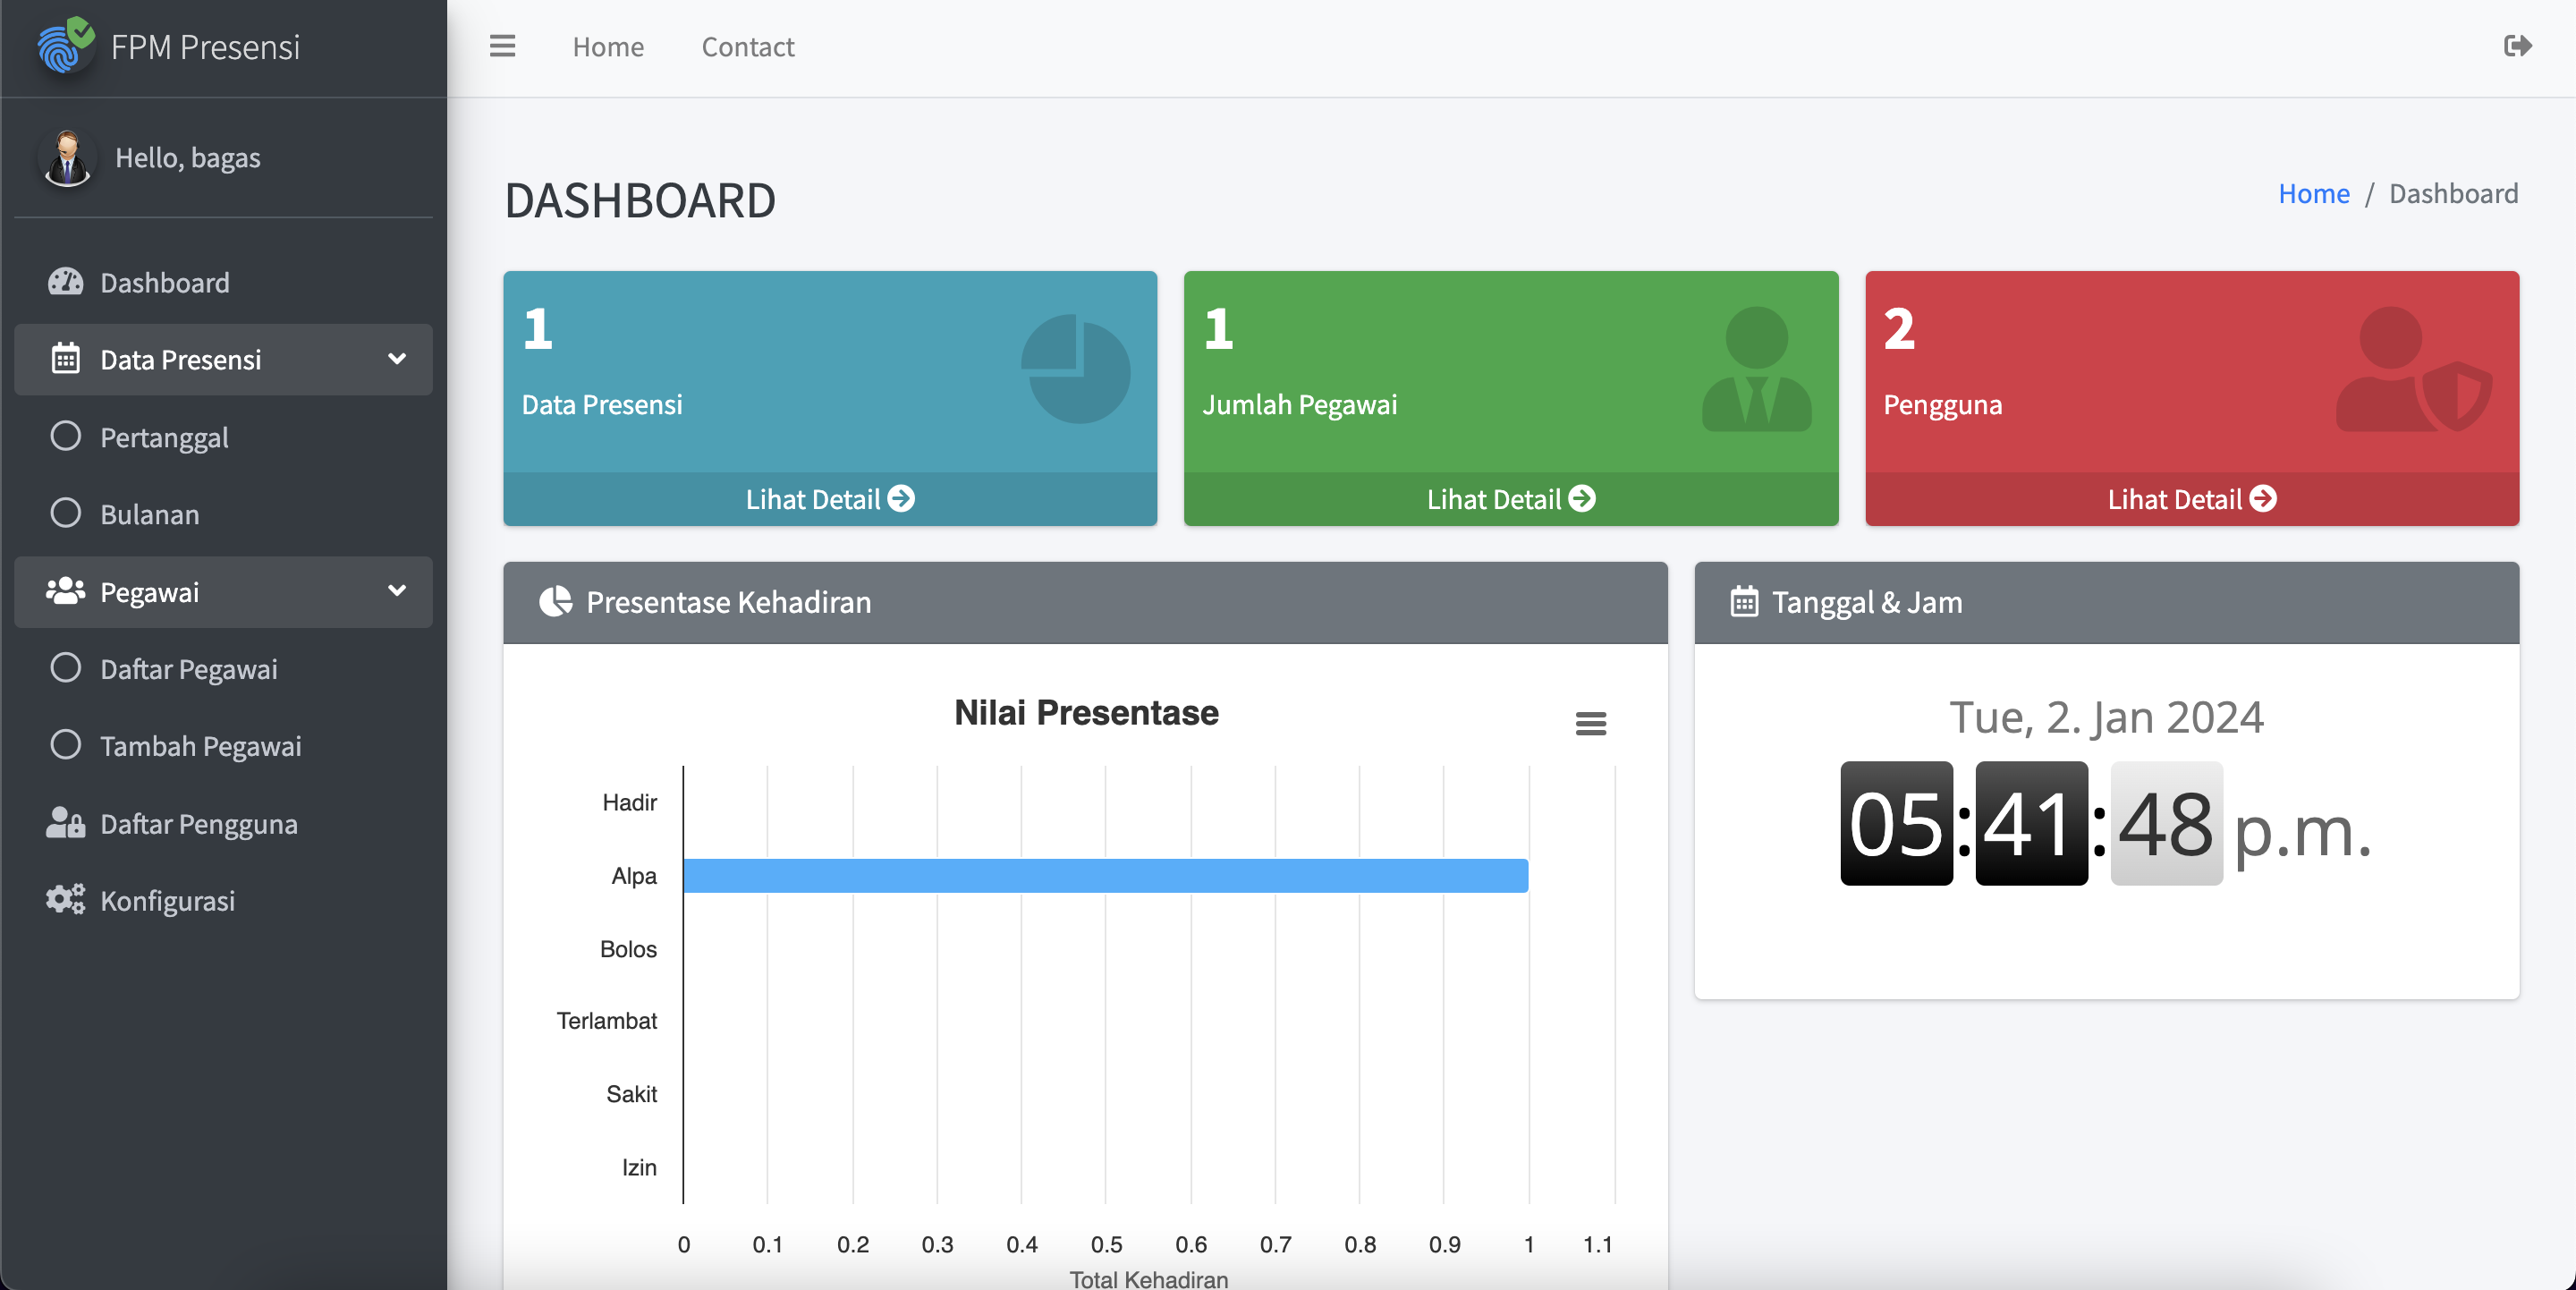 FPM Presensi
Home
Contact
Hello, bagas
Dashboard
Data Presensi
Pertanggal
Bulanan
Pegawai
Daftar Pegawai
Tambah Pegawai
Daftar Pengguna
Konfigurasi
DASHBOARD
Home / Dashboard
1
Data Presensi
Lihat Detail
1
Jumlah Pegawai
Lihat Detail
2
Pengguna
Lihat Detail
Presentase Kehadiran
Nilai Presentase
Hadir
Alpa
Bolos
Terlambat
Sakit
Izin
0 0.1 0.2 0.3 0.4 0.5 0.6 0.7 0.8 0.9 1 1.1
Total Kehadiran
Tanggal & Jam
Tue, 2. Jan 2024
05:41:48 p.m.